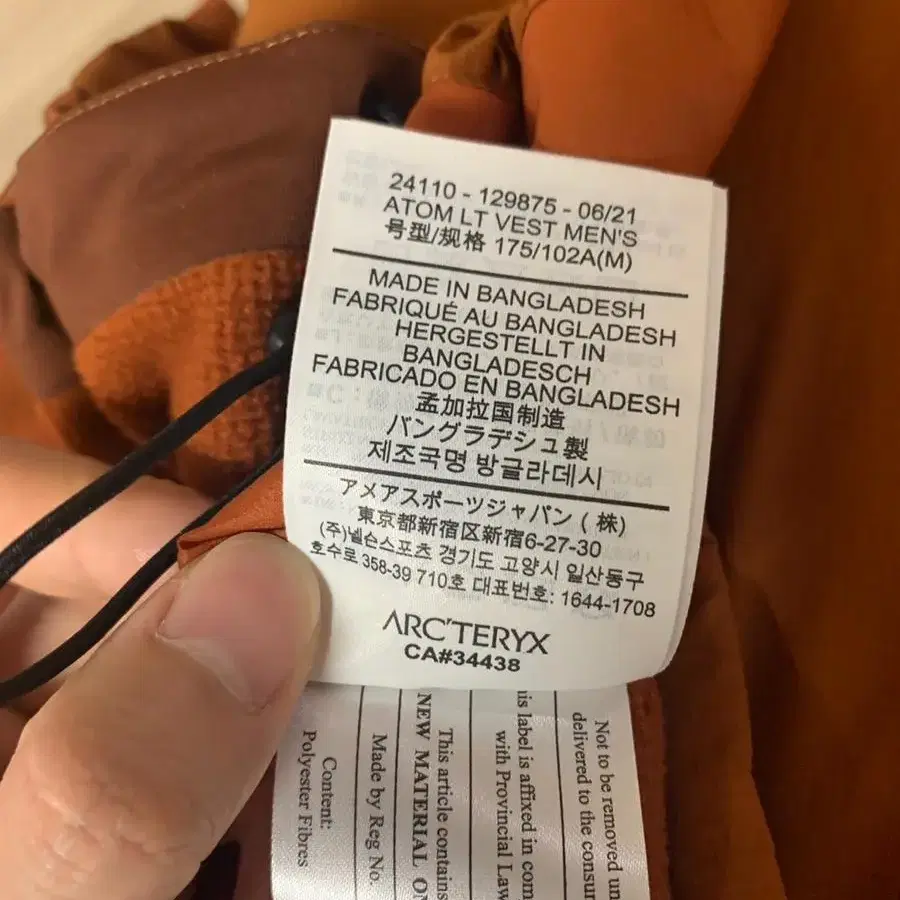 24110 - 129875 - 06/21
ATOM LT VEST MEN'S
号型/规格 175/102A(M)
MADE IN BANGLADESH
FABRIQUÉ AU BANGLADESH
HERGESTELLT IN
BANGLADESCH
FABRICADO EN BANGLADESH
孟加拉国制造
バングラデシュ製
제조국명 방글라데시
アメアスポーツジャパン ( 株)
東京都新宿区新宿6-27-30
(주)넬슨스포츠 경기도 고양시 일산동구
호수로 358-39 710호 대표번호: 1644-1708
ARC'TERYX
CA#34438
Not to be removed un
delivered to the consu
is label is affixed in com
with Provincial Law
This article contains
NEW MATERIAL O
Made by Reg No.
Content:
Polyester Fibres